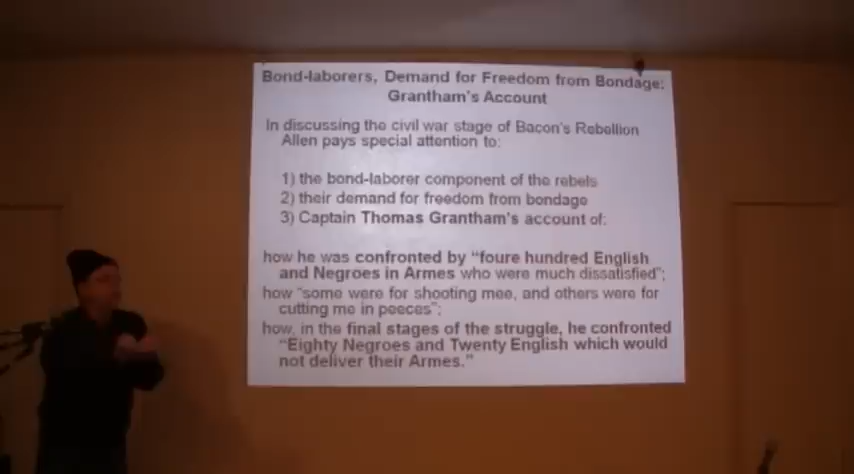 Bond-laborers, Demand for Freedom from Bondage:
Grantham's Account
In discussing the civil war stage of Bacon's Rebellion
Allen pays special attention to:
1) the bond-laborer component of the rebels
2) their demand for freedom from bondage
3) Captain Thomas Grantham's account of:
how he was confronted by "foure hundred English
and Negroes in Armes who were much dissatisfied";
how "some were for shooting mee, and others were for
cutting me in peeces";
how, in the final stages of the struggle, he confronted
"Eighty Negroes and Twenty English which would
not deliver their Armes."